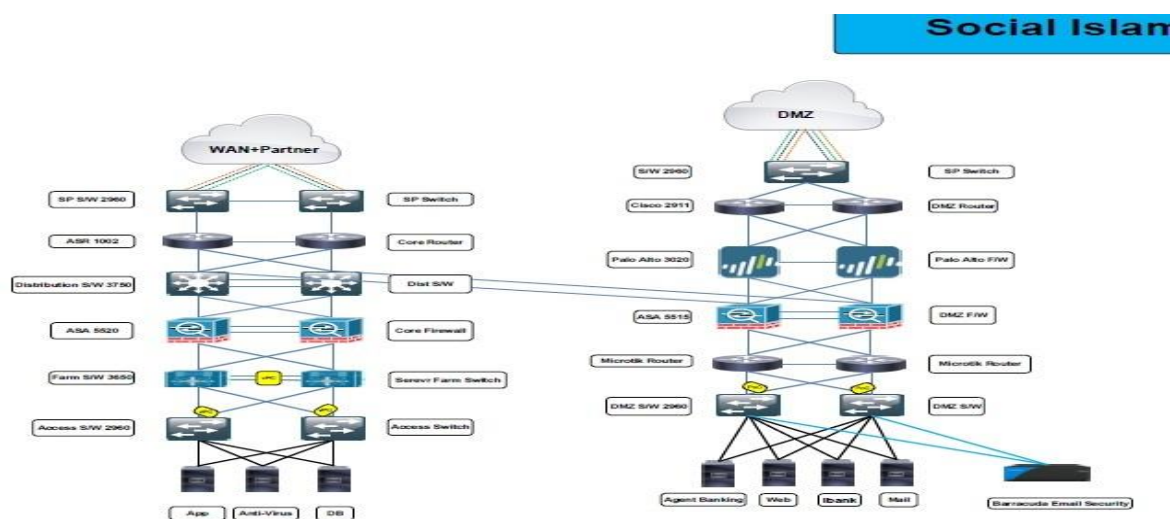 Social Islam
DMZ
WAN+Partner
S/W 2960
SP Switch
SP S/W 2960
SP Switch
Cisco 2911
DMZ Router
ASR 1002
Core Router
Palo Alto 3020
Palo Alto F/W
Distribution S/W 3750
Dist S/W
ASA 5515
DMZ F/W
ASA 5520
Core Firewall
Microtik Router
Microtik Router
Farm S/W 3650
vPC
Serevr Farm Switch
DMZ S/W 2960
DMZ S/W
Access S/W 2960
Access Switch
Agent Banking
Web
Ibank
Mail
Barracuda Email Security
App
Anti-Virus
DB